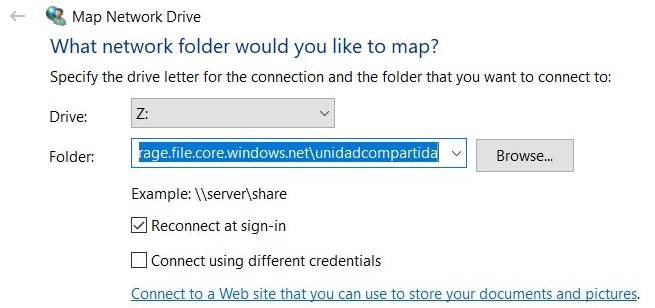 Map Network Drive
What network folder would you like to map?
Specify the drive letter for the connection and the folder that you want to connect to:
Drive: Z:
Folder: rage.file.core.windows.net\unidadcompartida Browse...
Example: \\server\share
Reconnect at sign-in
Connect using different credentials
Connect to a Web site that you can use to store your documents and pictures.